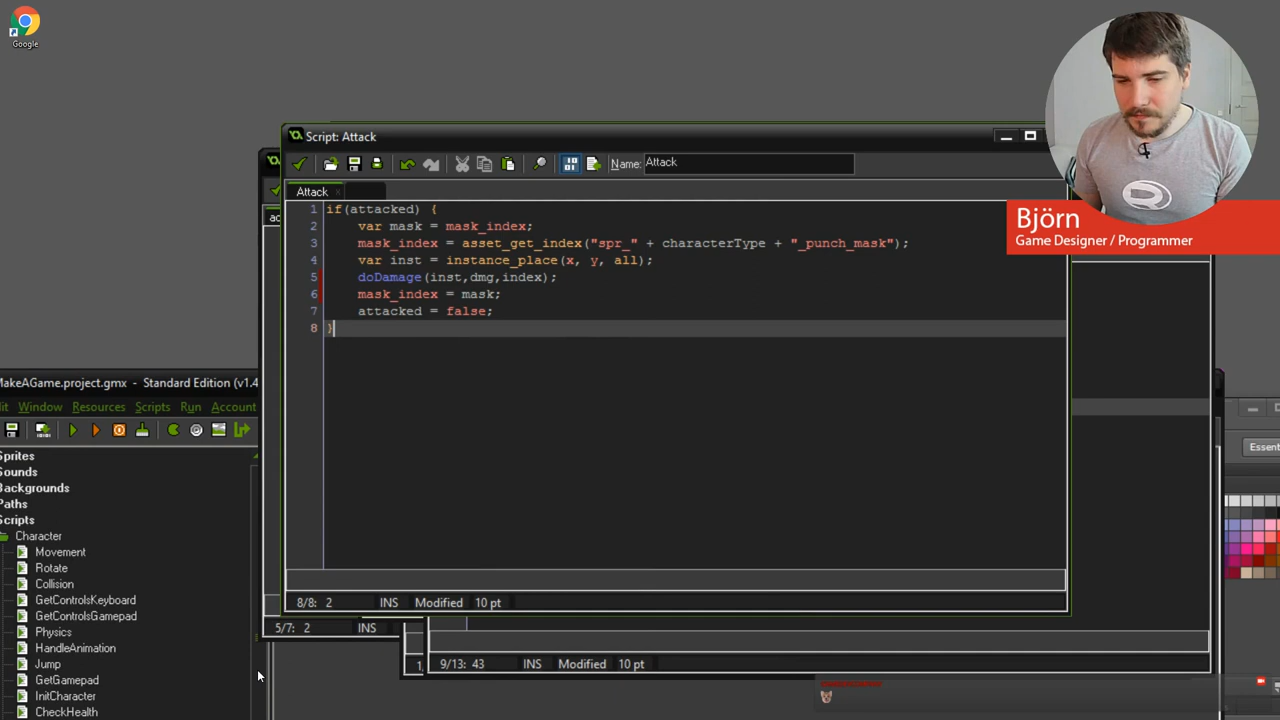 Google
Björn
Game Designer / Programmer
Script: Attack
Name: Attack
Attack
1 if(attacked) {
2 var mask = mask_index;
3 mask_index = asset_get_index("spr_" + characterType + "_punch_mask");
4 var inst = instance_place(x, y, all);
5 doDamage(inst,dmg,index);
6 mask_index = mask;
7 attacked = false;
8 }
8/8: 2 INS Modified 10 pt
5/7: 2 INS
9/13: 43 INS Modified 10 pt
MakeAGame.project.gmx - Standard Edition (v1.4
Window Resources Scripts Run Account
Sprites
Sounds
Backgrounds
Paths
Scripts
Character
Movement
Rotate
Collision
GetControlsKeyboard
GetControlsGamepad
Physics
HandleAnimation
Jump
GetGamepad
InitCharacter
CheckHealth
Essent